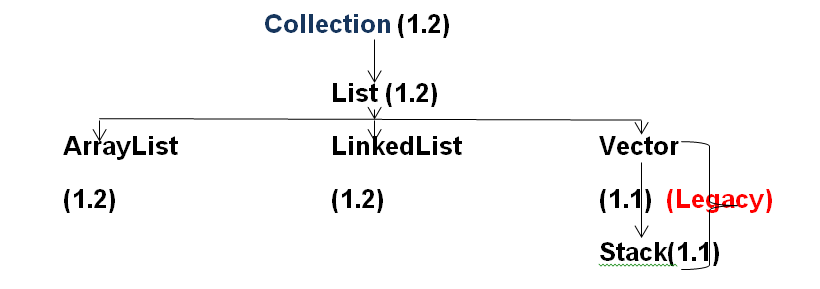 Collection (1.2)
List (1.2)
ArrayList LinkedList Vector
(1.2) (1.2) (1.1) (Legacy)
Stack(1.1)